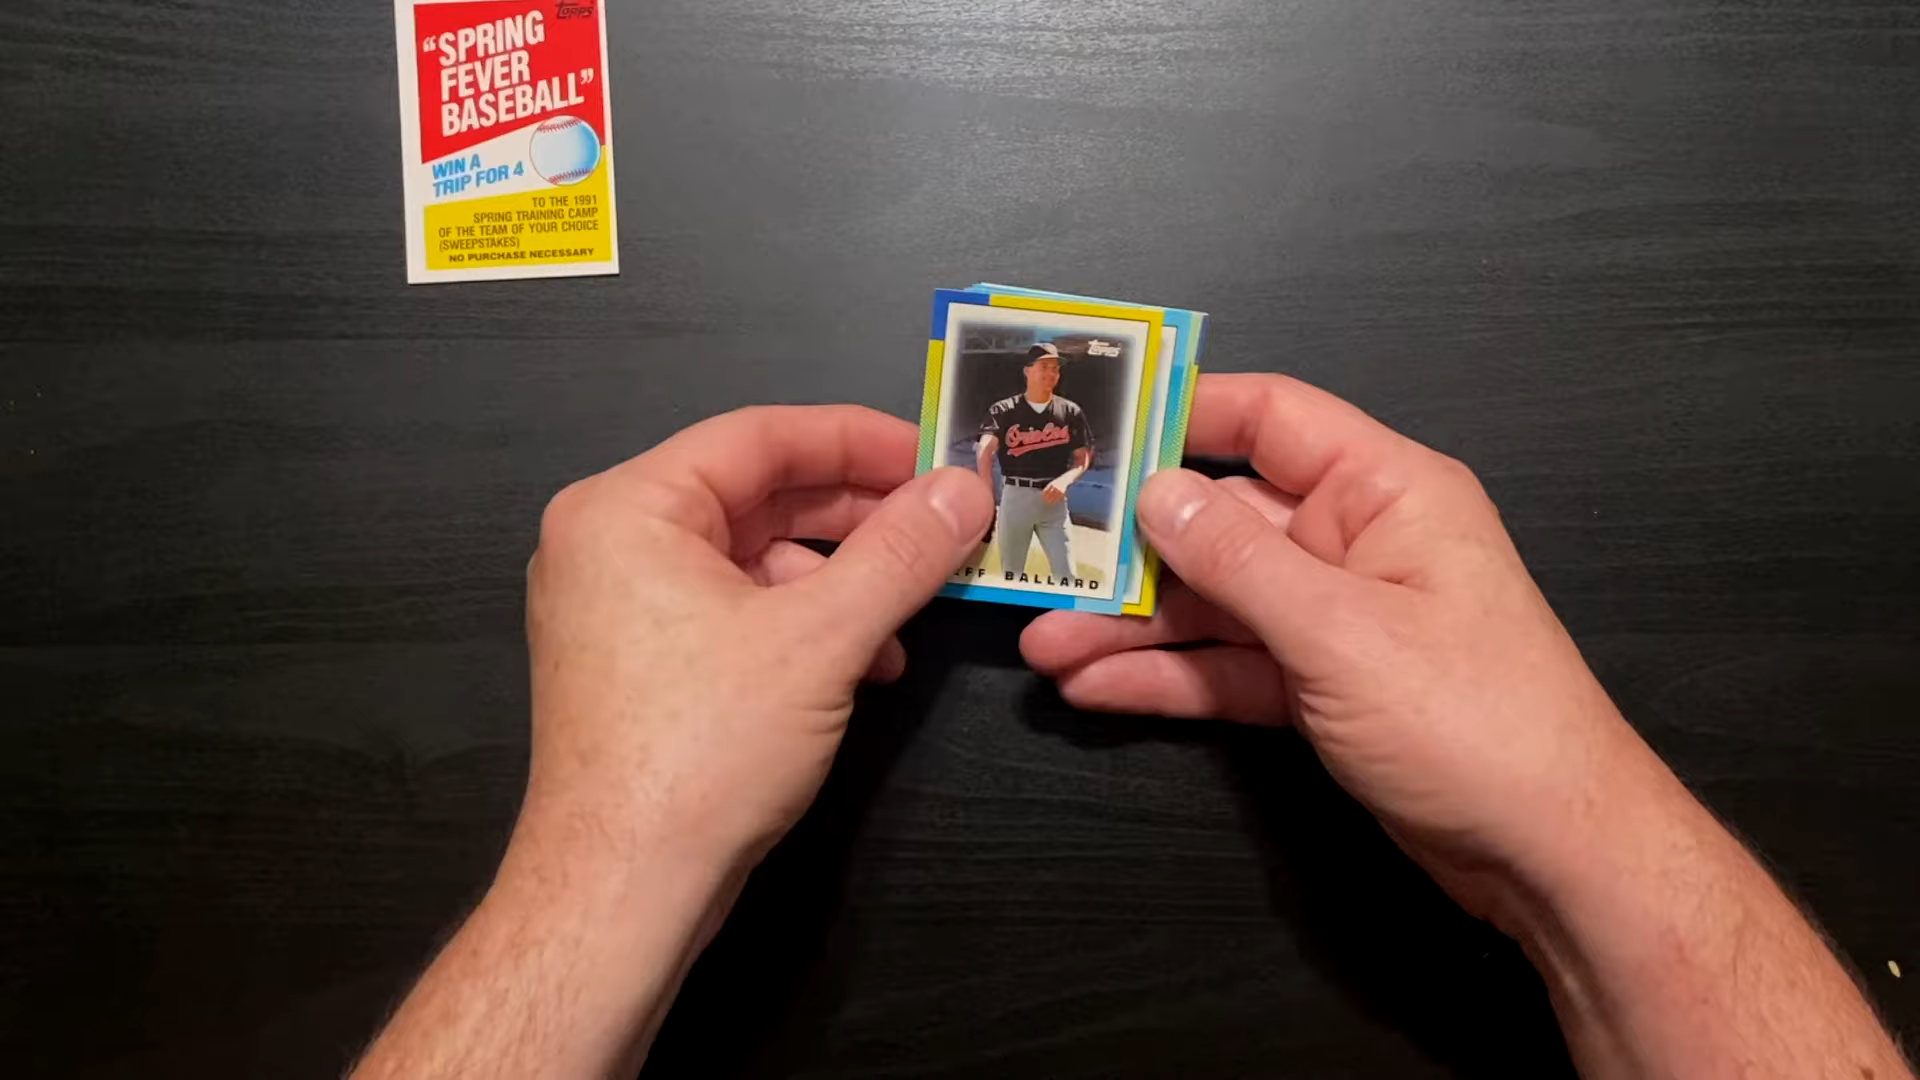 topps
"SPRING
FEVER
BASEBALL"
WIN A
TRIP FOR 4
TO THE 1991
SPRING TRAINING CAMP
OF THE TEAM OF YOUR CHOICE
(SWEEPSTAKES)
NO PURCHASE NECESSARY
topps
Orioles
EFF BALLARD